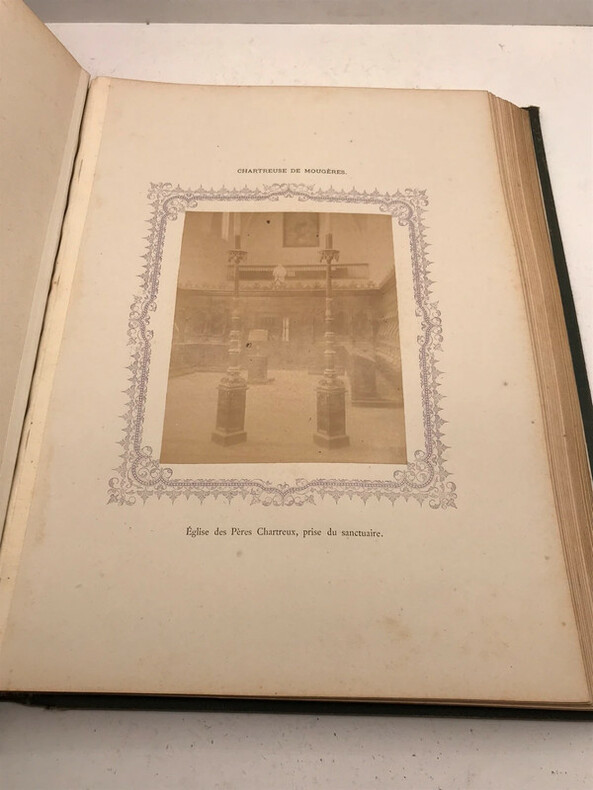 CHARTREUSE DE MOUGÈRES.
Église des Pères Chartreux, prise du sanctuaire.